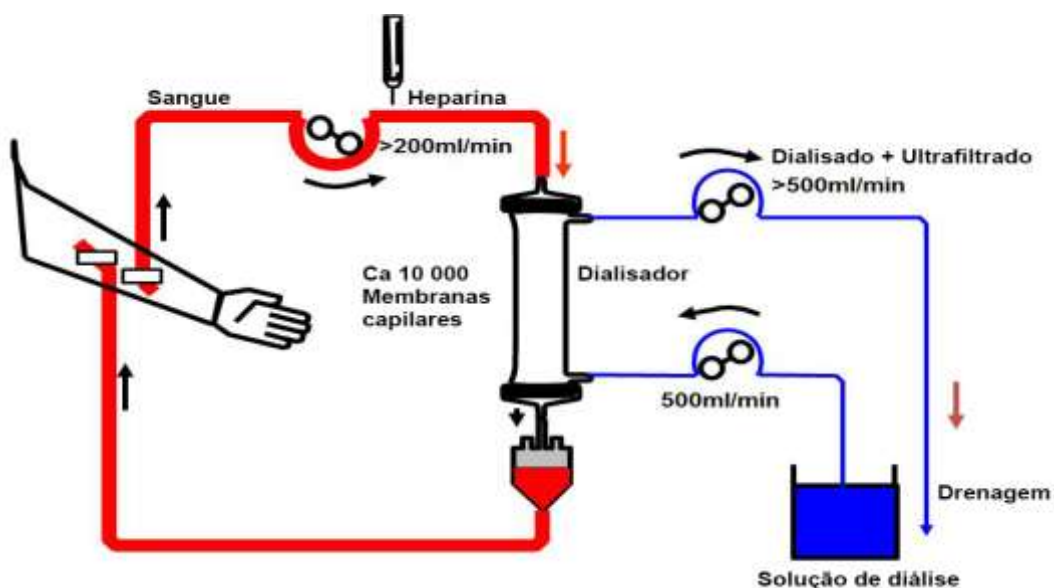 Sangue
Heparina
>200ml/min
Dialisado + Ultrafiltrado
>500ml/min
Ca 10 000
Membranas
capilares
Dialisador
500ml/min
Drenagem
Solução de diálise